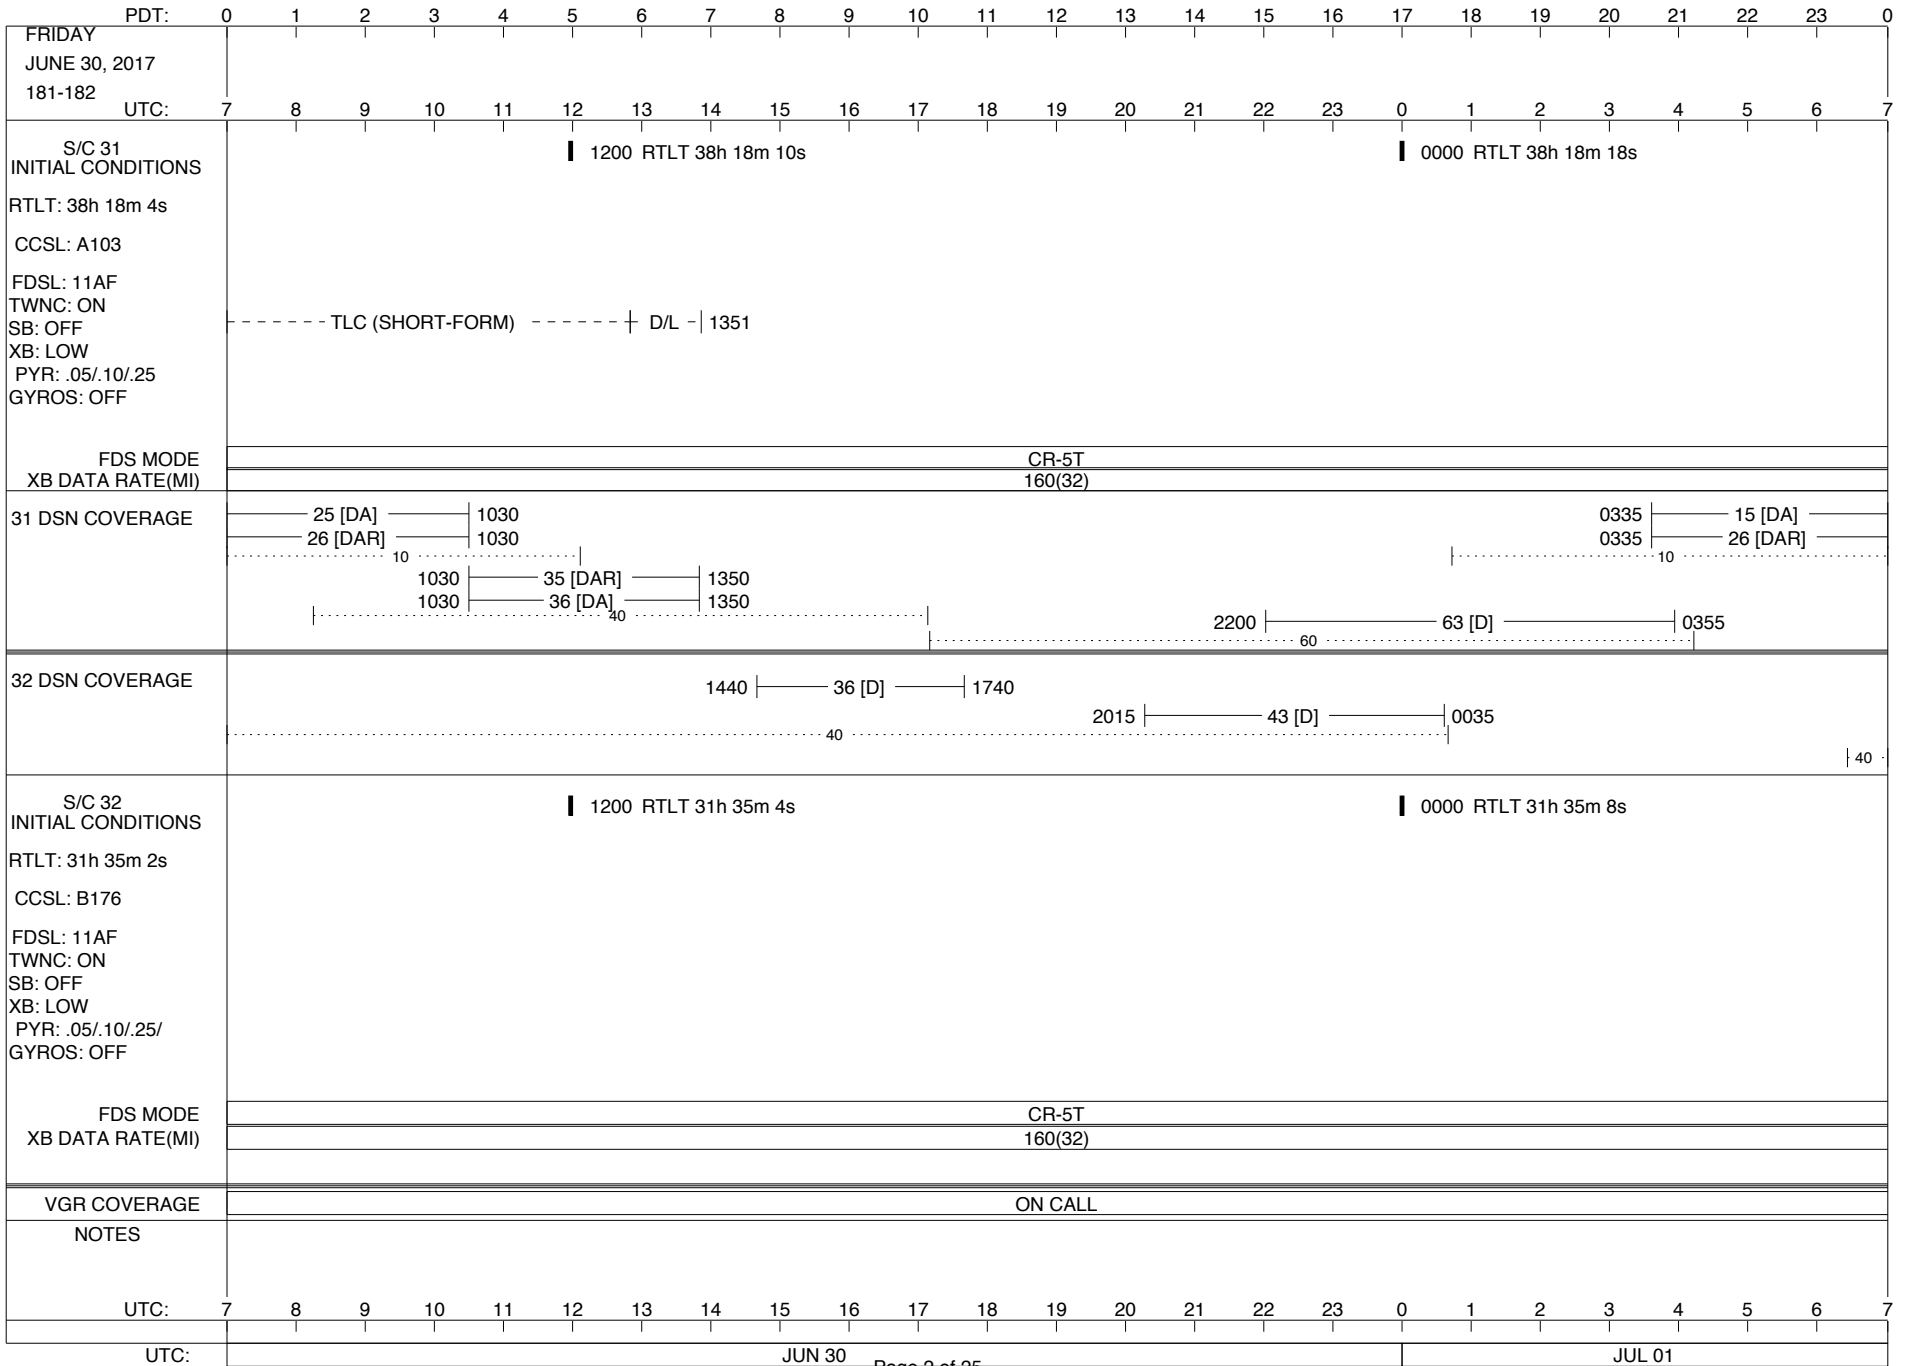 PDT: 0 1 2 3 4 5 6 7 8 9 10 11 12 13 14 15 16 17 18 19 20 21 22 23 0
FRIDAY
JUNE 30, 2017
181-182
UTC: 7 8 9 10 11 12 13 14 15 16 17 18 19 20 21 22 23 0 1 2 3 4 5 6 7
S/C 31
INITIAL CONDITIONS
1200 RTLT 38h 18m 10s
0000 RTLT 38h 18m 18s
RTLT: 38h 18m 4s
CCSL: A103
FDSL: 11AF
TWNC: ON
SB: OFF
XB: LOW
PYR: .05/.10/.25
GYROS: OFF
TLC (SHORT-FORM) D/L 1351
FDS MODE CR-5T
XB DATA RATE(MI) 160(32)
31 DSN COVERAGE
25 [DA] 1030 0335 15 [DA]
26 [DAR] 1030 0335 26 [DAR]
10 10
1030 35 [DAR] 1350
1030 36 [DA] 1350
40
2200 63 [D] 0355
60
32 DSN COVERAGE
1440 36 [D] 1740
2015 43 [D] 0035
40
40
S/C 32
INITIAL CONDITIONS
1200 RTLT 31h 35m 4s
0000 RTLT 31h 35m 8s
RTLT: 31h 35m 2s
CCSL: B176
FDSL: 11AF
TWNC: ON
SB: OFF
XB: LOW
PYR: .05/.10/.25/
GYROS: OFF
FDS MODE CR-5T
XB DATA RATE(MI) 160(32)
VGR COVERAGE ON CALL
NOTES
UTC: 7 8 9 10 11 12 13 14 15 16 17 18 19 20 21 22 23 0 1 2 3 4 5 6 7
UTC: JUN 30 JUL 01
Page 2 of 25